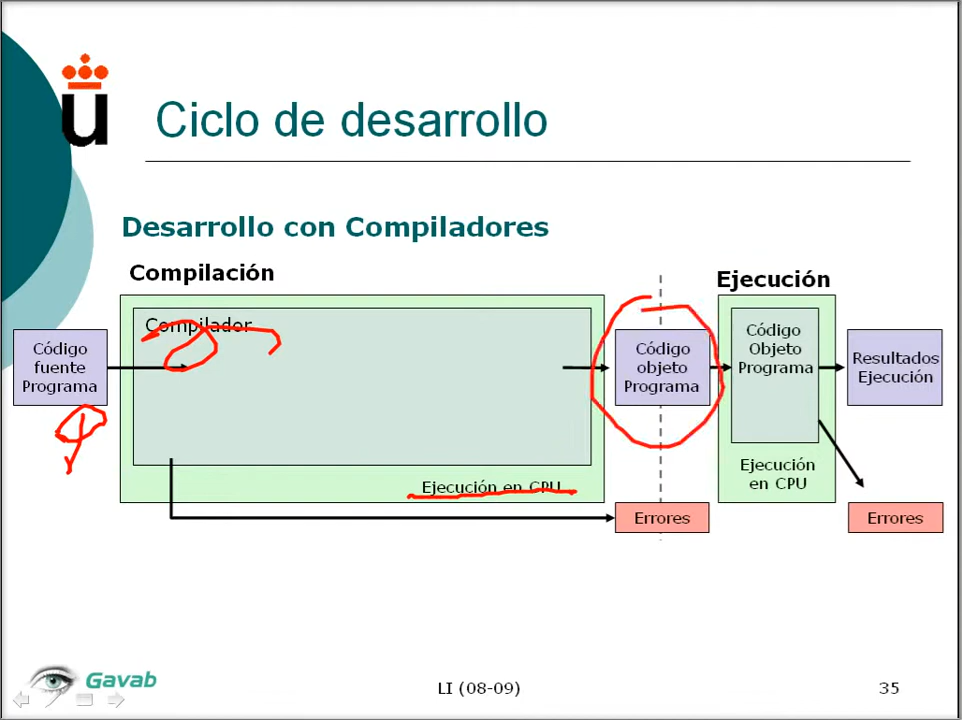 ü
Ciclo de desarrollo
Desarrollo con Compiladores
Compilación
Ejecución
Compilador
Código
fuente
Programa
Código
objeto
Programa
Código
Objeto
Programa
Resultados
Ejecución
Ejecución en CPU
Ejecución
en CPU
Errores
Errores
Gavab
LI (08-09)
35